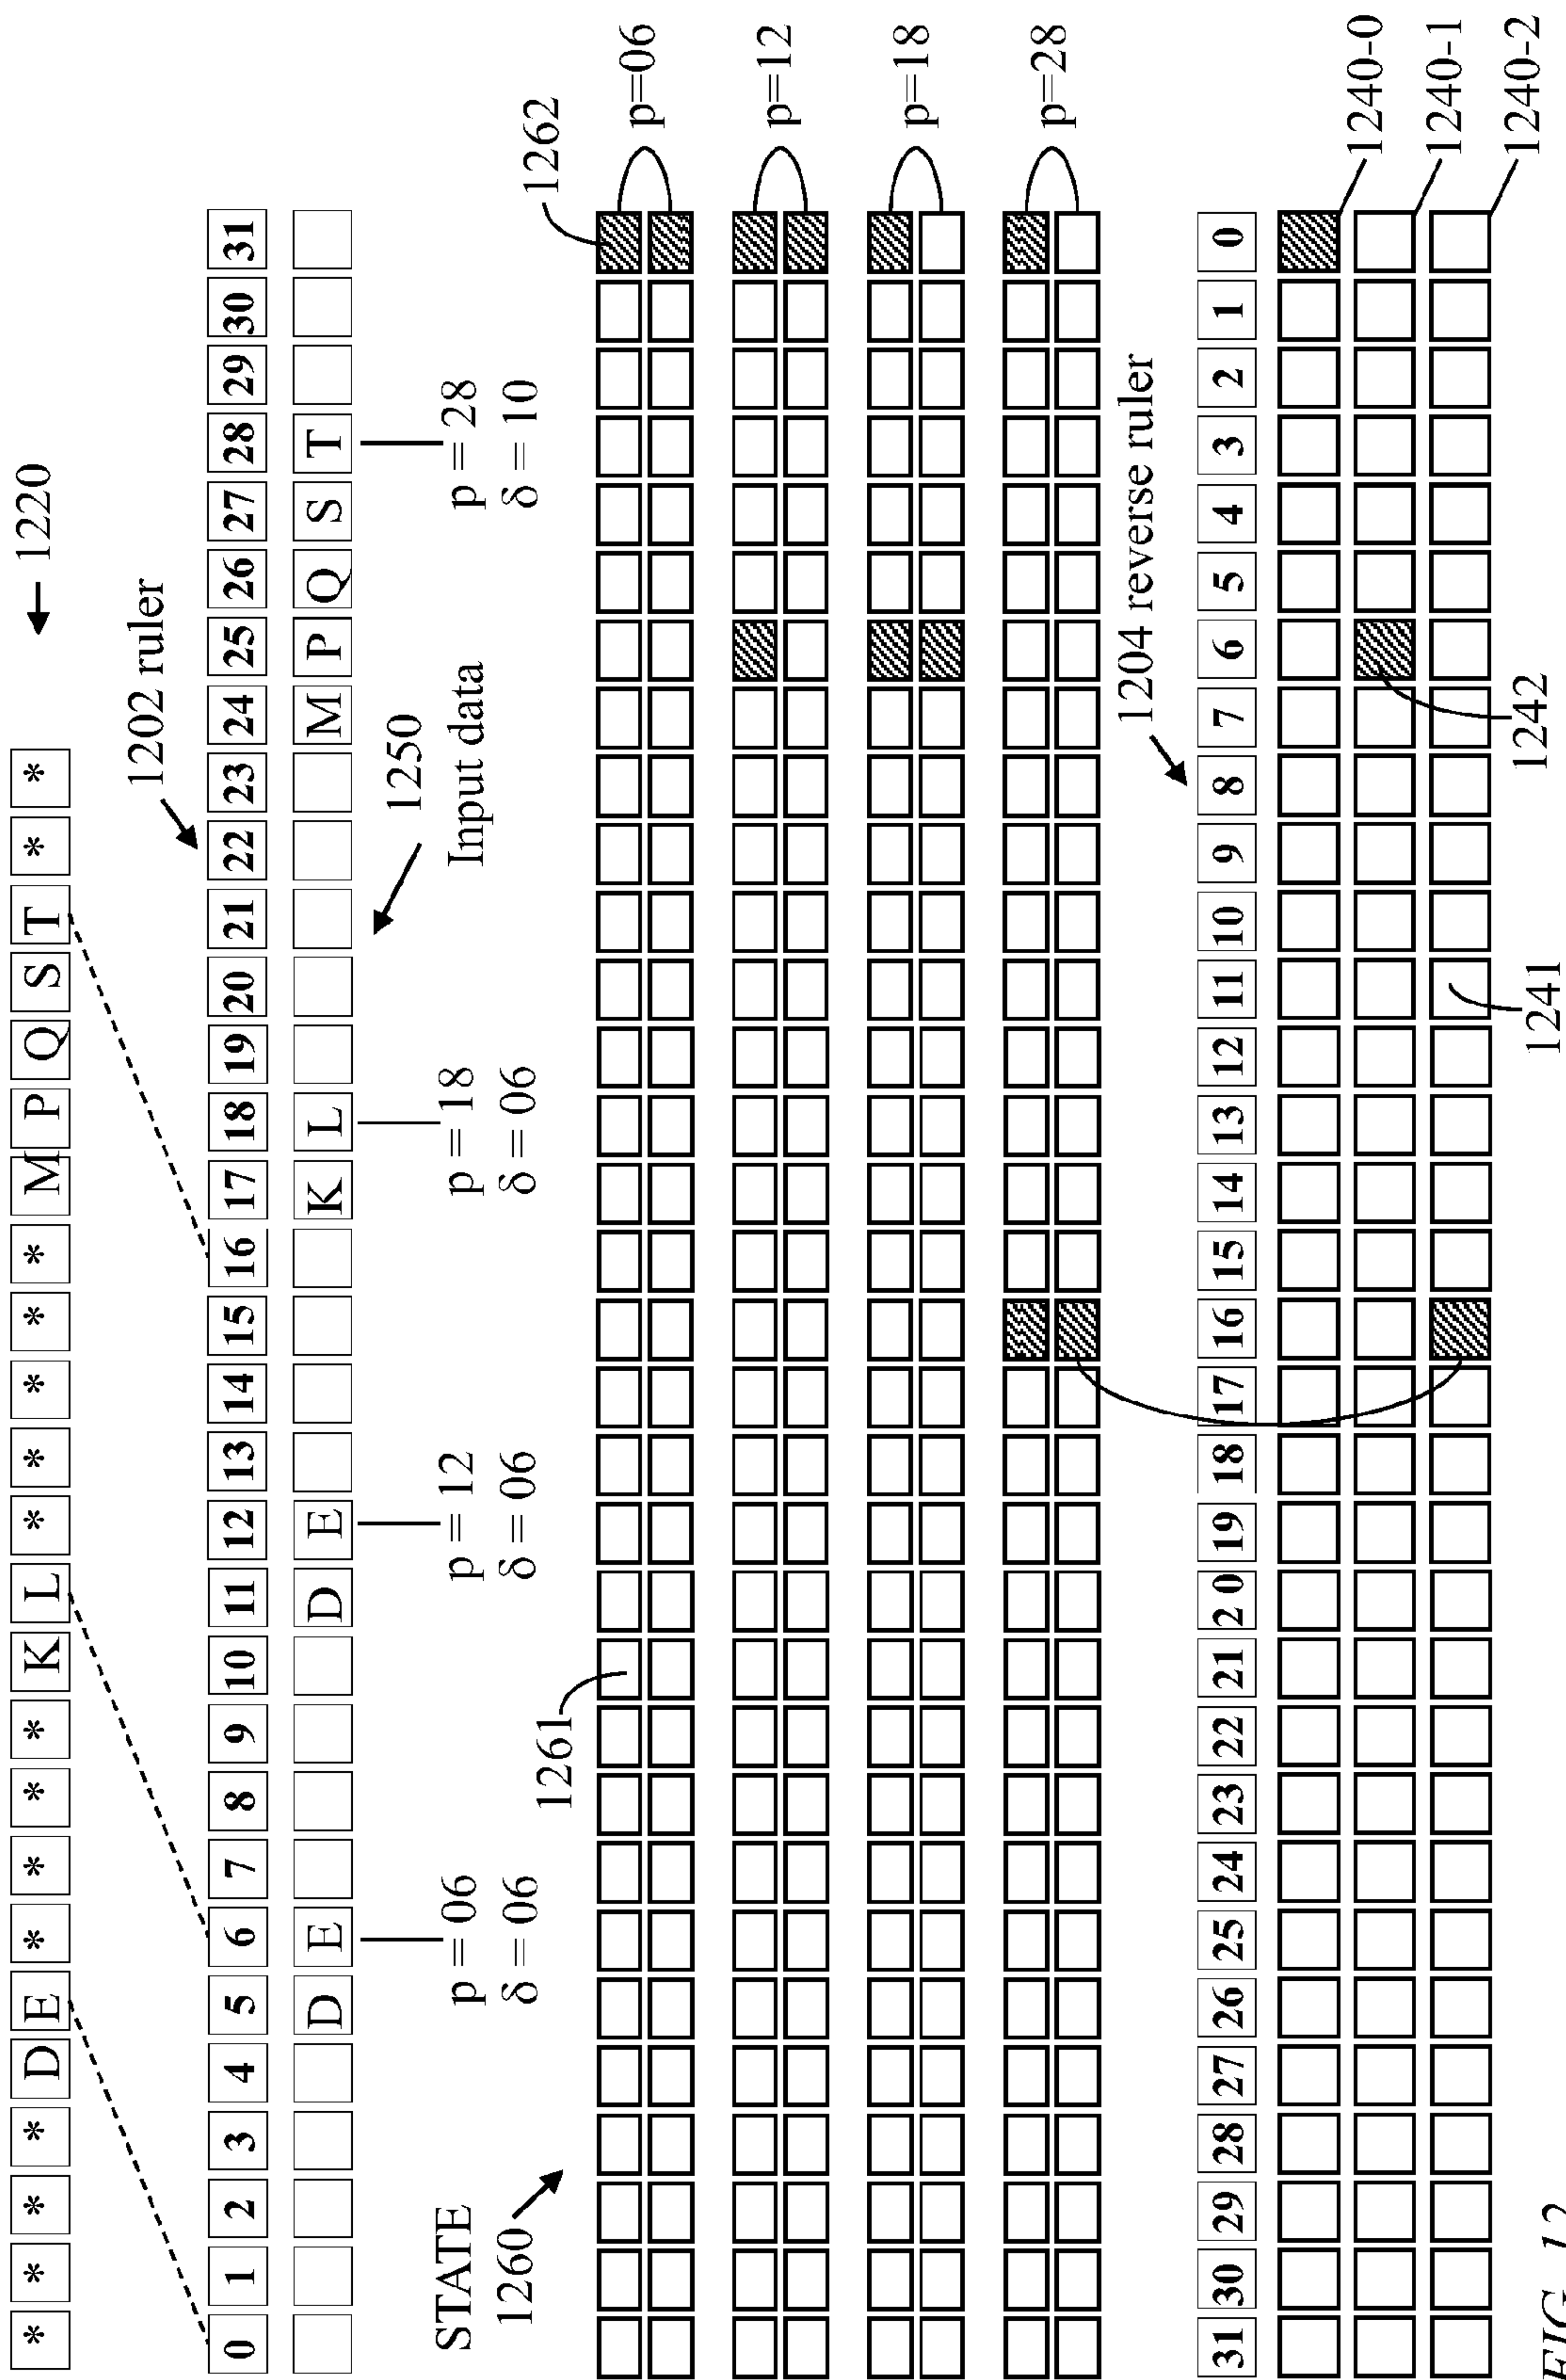 * * * * D E * * * * K L * * * * * M P Q S T * *
1220
1202 ruler
0 1 2 3 4 5 6 7 8 9 10 11 12 13 14 15 16 17 18 19 20 21 22 23 24 25 26 27 28 29 30 31
D E D E K L M P Q S T
1250
Input data
p = 06
δ = 06
p = 12
δ = 06
p = 18
δ = 06
p = 28
δ = 10
STATE
1260
1261
1262
p=06
p=12
p=18
p=28
1204 reverse ruler
31 30 29 28 27 26 25 24 23 22 21 2 0 19 18 17 16 15 14 13 12 11 10 9 8 7 6 5 4 3 2 1 0
1240-0
1240-1
1240-2
1241
1242
FIG. 12